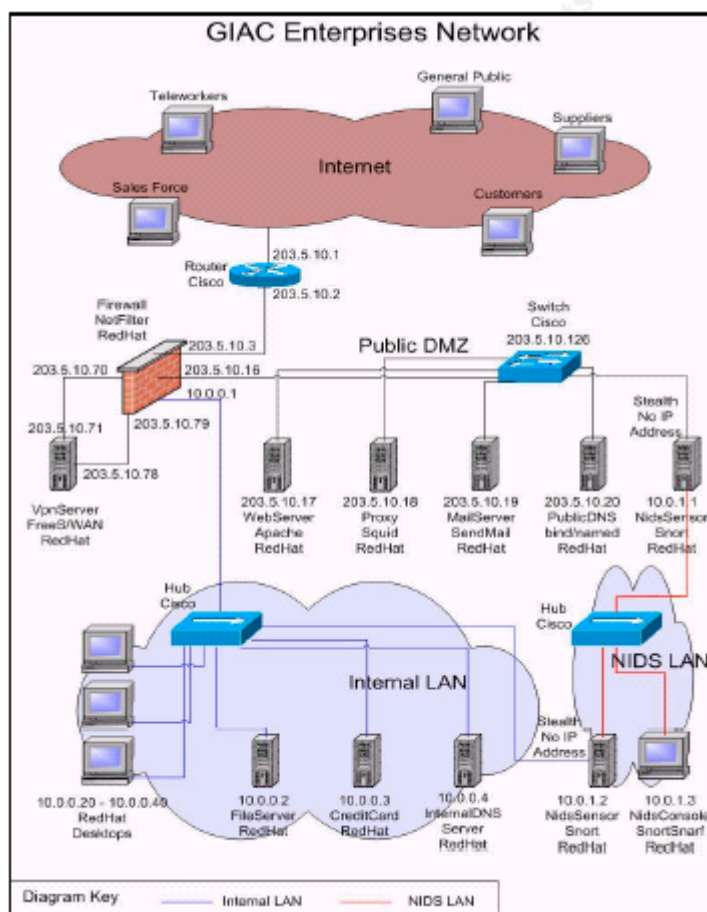 GIAC Enterprises Network
General Public
Teleworkers
Suppliers
Internet
Sales Force
Customers
203.5.10.1
Router
Cisco
203.5.10.2
Firewall
NetFilter
RedHat
Switch
Cisco
203.5.10.126
203.5.10.3
Public DMZ
203.5.10.70
203.5.10.16
10.0.0.1
Stealth
No IP
Address
203.5.10.71
203.5.10.79
203.5.10.78
VpnServer
FreeS/WAN
RedHat
203.5.10.17
WebServer
Apache
RedHat
203.5.10.18
Proxy
Squid
RedHat
203.5.10.19
MailServer
SendMail
RedHat
203.5.10.20
PublicDNS
bind/named
RedHat
10.0.1.1
NidsSensor
Snort
RedHat
Hub
Cisco
Hub
Cisco
NIDS LAN
Internal LAN
Stealth
No IP
Address
10.0.0.20 - 10.0.0.40
RedHat
Desktops
10.0.0.2
FileServer
RedHat
10.0.0.3
CreditCard
RedHat
10.0.0.4
InternalDNS
Server
RedHat
10.0.1.2
NidsSensor
Snort
RedHat
10.0.1.3
NidsConsole
SnortSnarf
RedHat
Diagram Key
Internal LAN
NIDS LAN